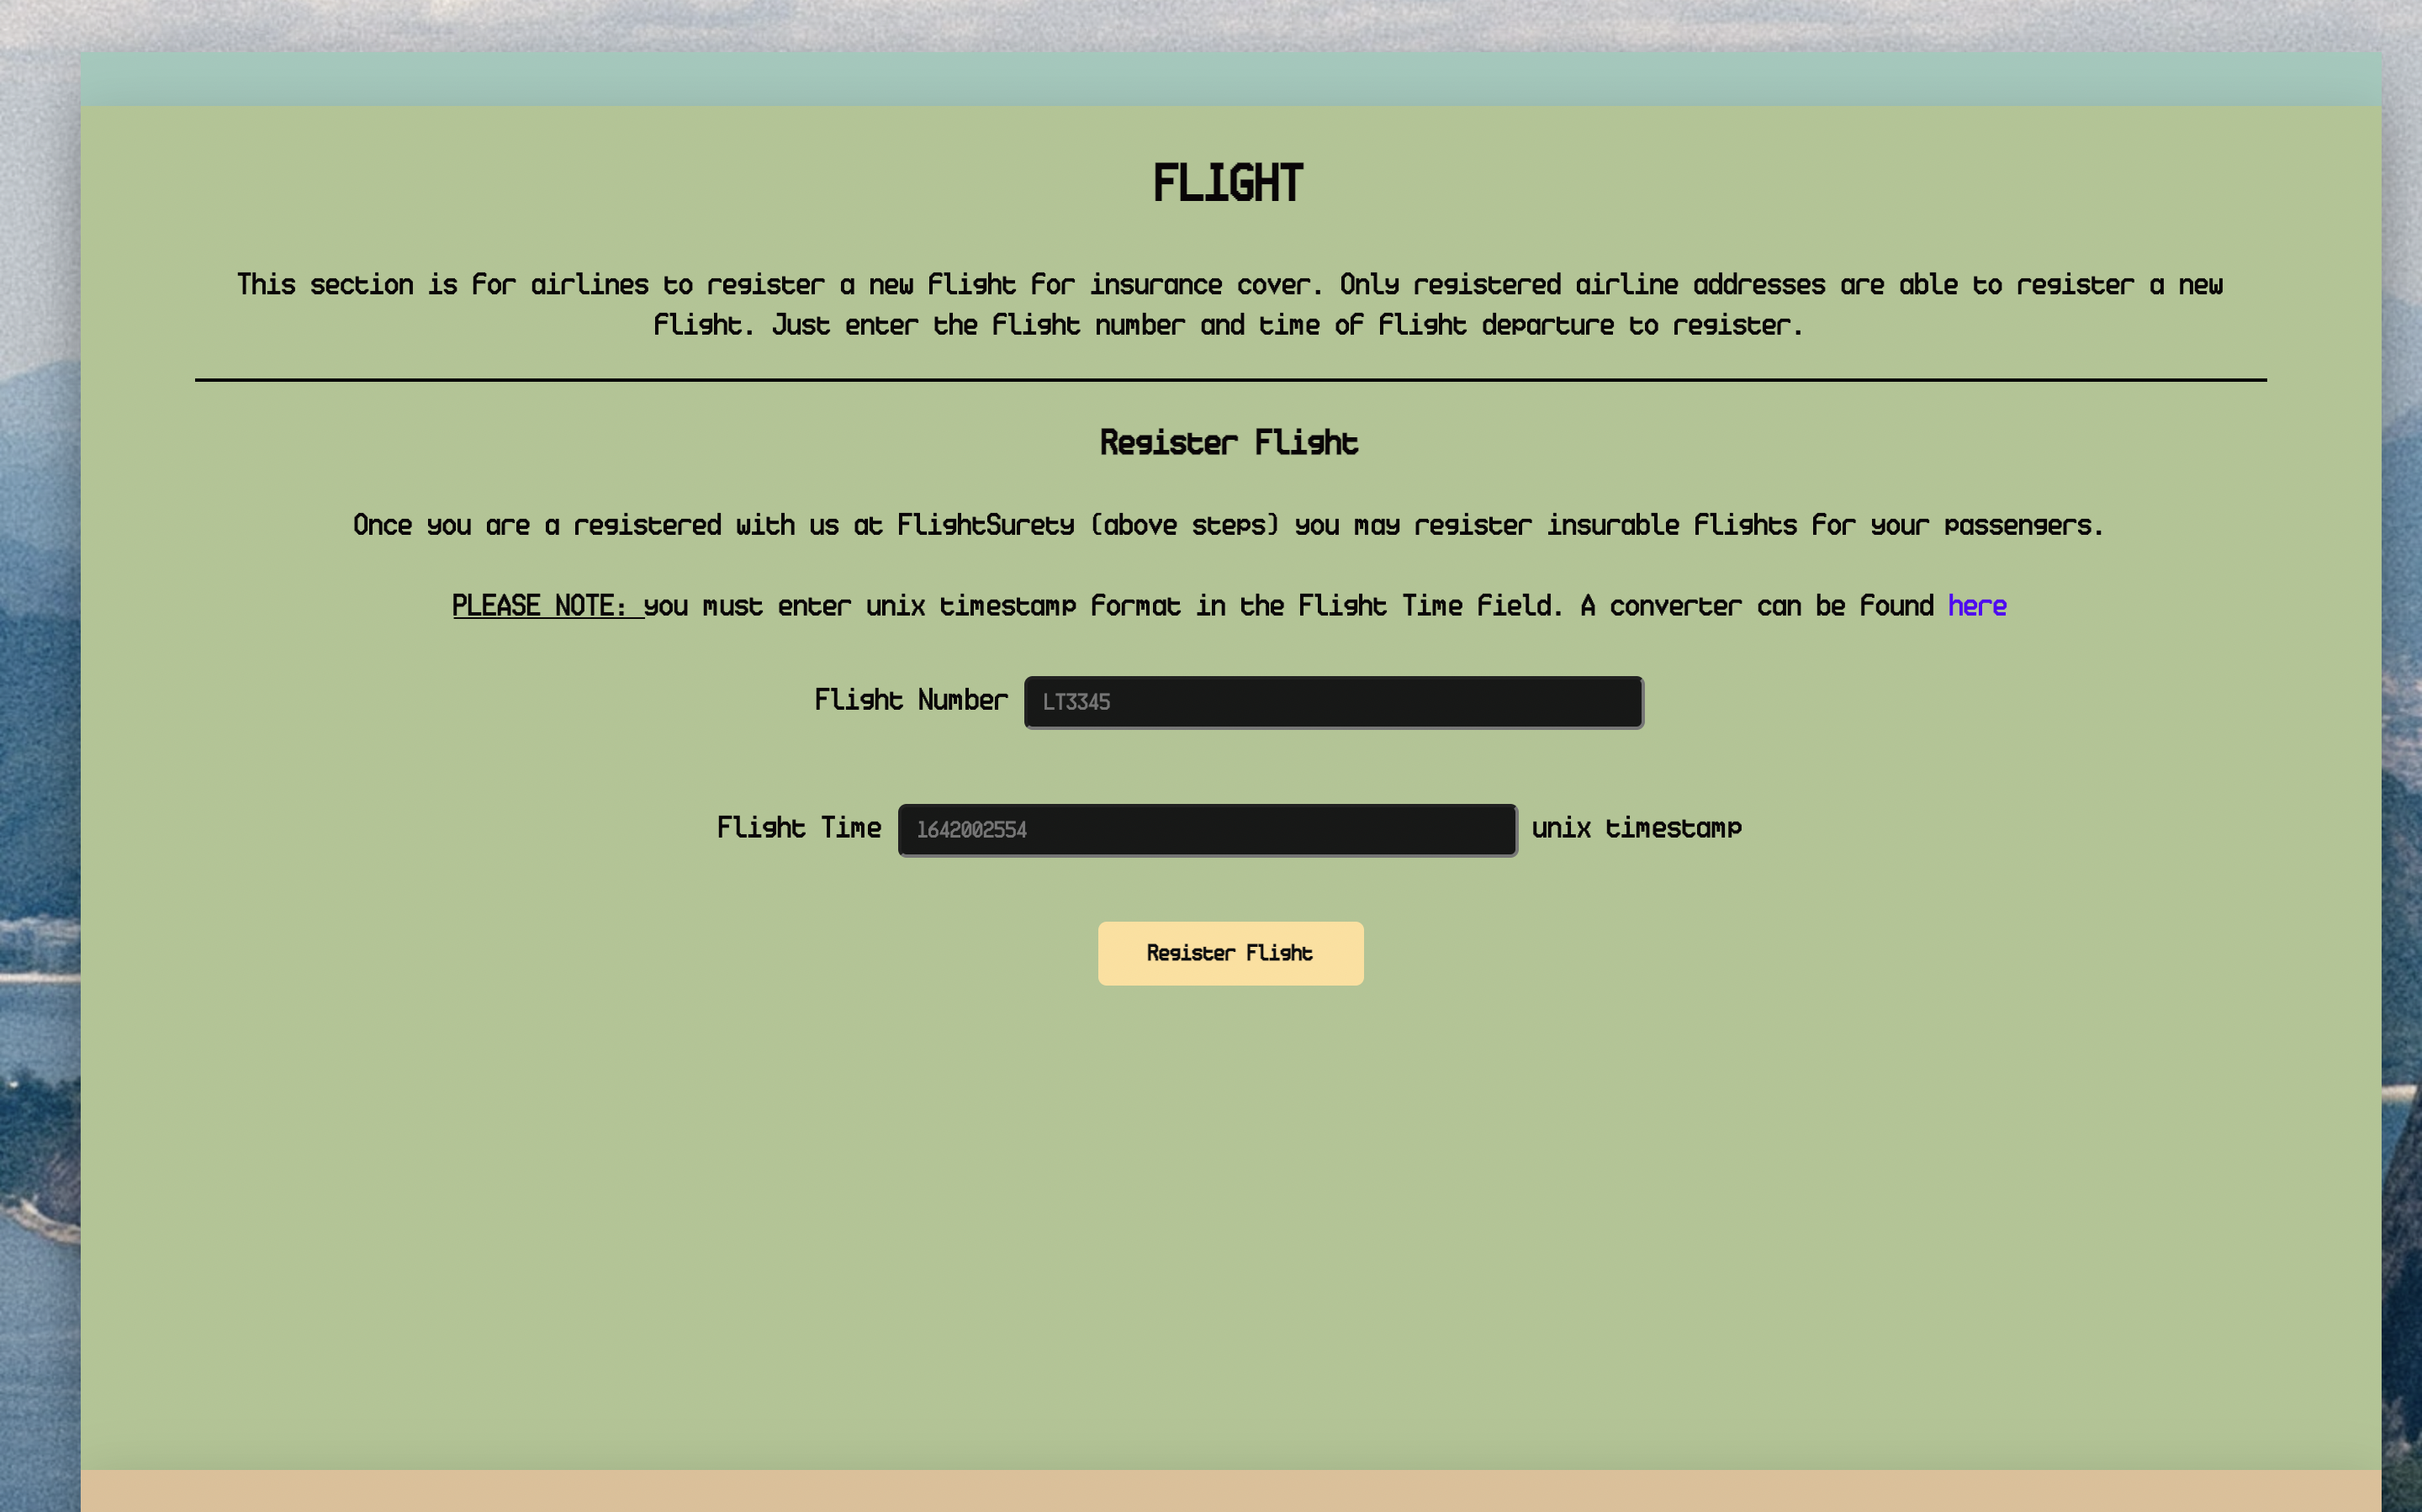 FLIGHT
This section is for airlines to register a new flight for insurance cover. Only registered airline addresses are able to register a new
flight. Just enter the flight number and time of flight departure to register.
Register Flight
Once you are a registered with us at FlightSurety (above steps) you may register insurable flights for your passengers.
PLEASE NOTE: you must enter unix timestamp format in the Flight Time field. A converter can be found here
Flight Number LT3345
Flight Time 1642002554 unix timestamp
Register Flight